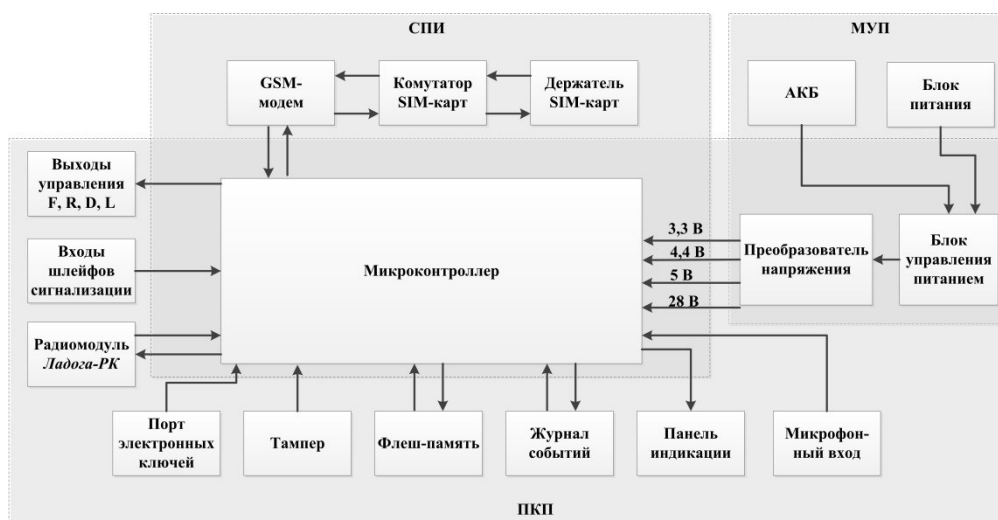 СПИ
МУП
GSM-
модем
Комутатор
SIM-карт
Держатель
SIM-карт
АКБ
Блок
питания
Выходы
управления
F, R, D, L
Входы
шлейфов
сигнализации
Радиомодуль
Ладога-РК
Микроконтроллер
3,3 В
4,4 В
5 В
28 В
Преобразователь
напряжения
Блок
управления
питанием
Порт
электронных
ключей
Тампер
Флеш-память
Журнал
событий
Панель
индикации
Микрофон-
ный вход
ПКП